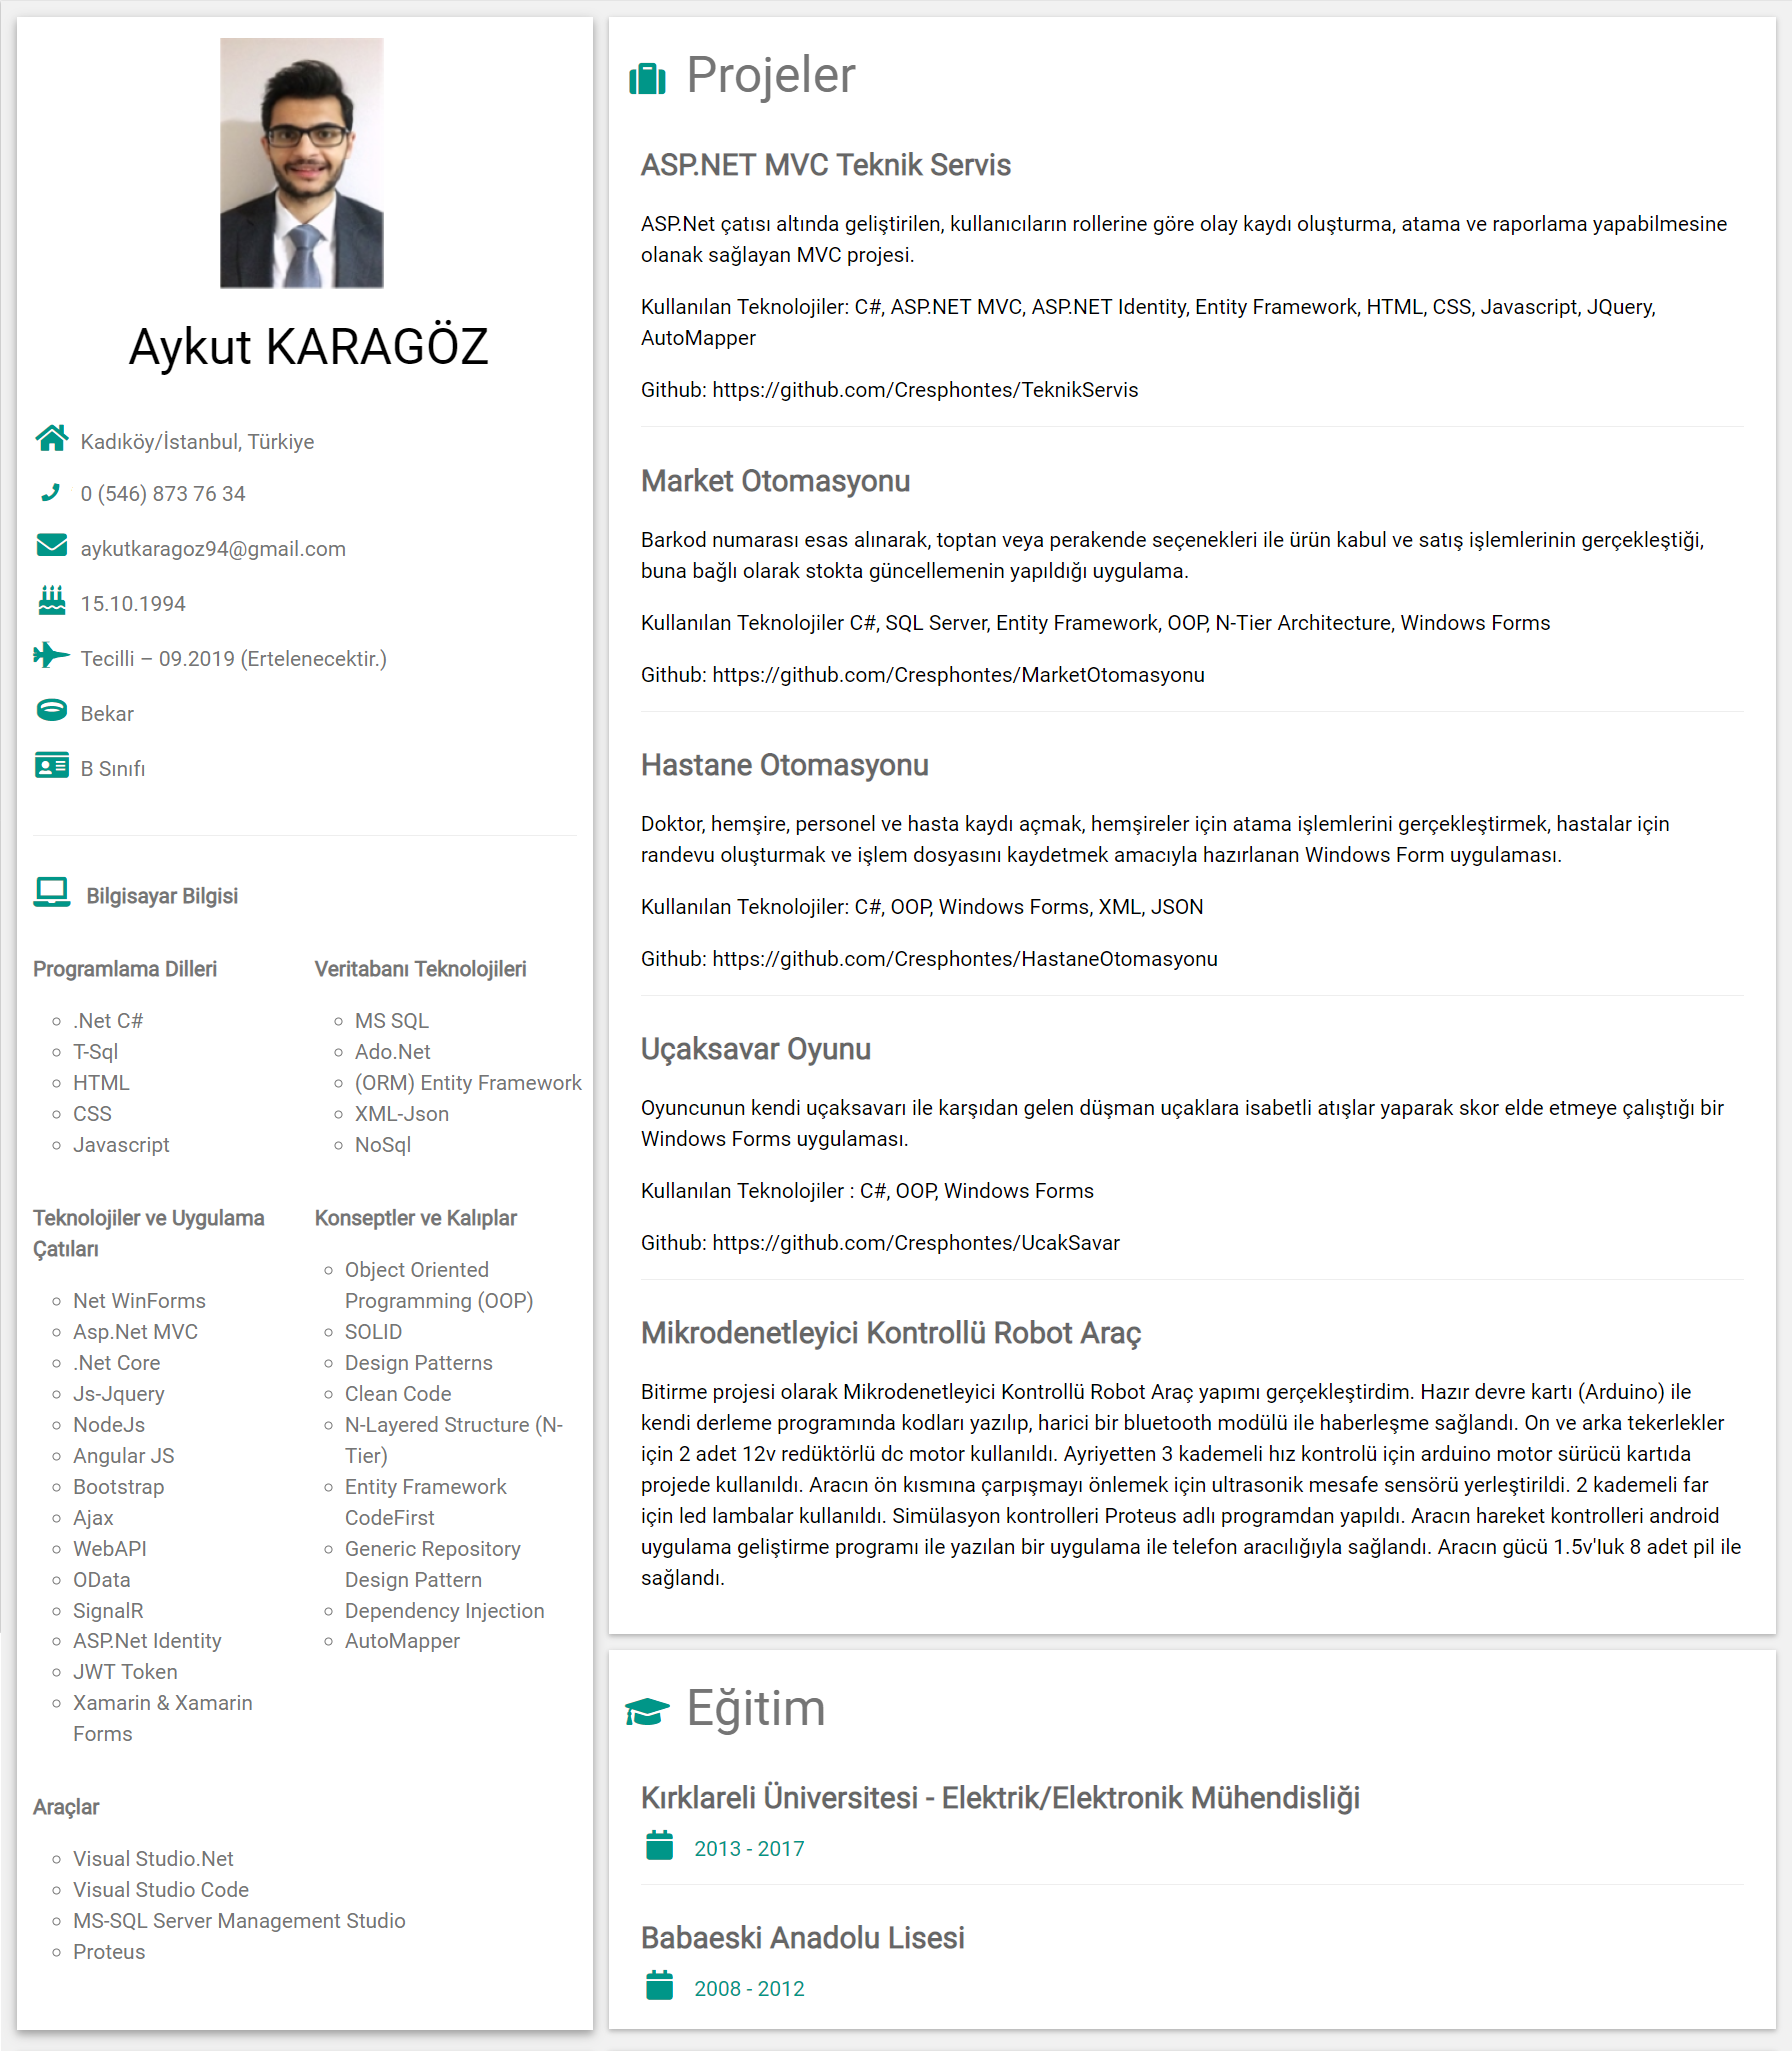 Aykut KARAGÖZ
Kadıköy/İstanbul, Türkiye
0 (546) 873 76 34
aykutkaragoz94@gmail.com
15.10.1994
Tecilli – 09.2019 (Ertelenecektir.)
Bekar
B Sınıfı
Bilgisayar Bilgisi
Programlama Dilleri
.Net C#
T-Sql
HTML
CSS
Javascript
Veritabanı Teknolojileri
MS SQL
Ado.Net
(ORM) Entity Framework
XML-Json
NoSql
Teknolojiler ve Uygulama
Çatıları
Net WinForms
Asp.Net MVC
.Net Core
Js-Jquery
NodeJs
Angular JS
Bootstrap
Ajax
WebAPI
OData
SignalR
ASP.Net Identity
JWT Token
Xamarin & Xamarin
Forms
Konseptler ve Kalıplar
Object Oriented
Programming (OOP)
SOLID
Design Patterns
Clean Code
N-Layered Structure (N-
Tier)
Entity Framework
CodeFirst
Generic Repository
Design Pattern
Dependency Injection
AutoMapper
Araçlar
Visual Studio.Net
Visual Studio Code
MS-SQL Server Management Studio
Proteus
Projeler
ASP.NET MVC Teknik Servis
ASP.Net çatısı altında geliştirilen, kullanıcıların rollerine göre olay kaydı oluşturma, atama ve raporlama yapabilmesine
olanak sağlayan MVC projesi.
Kullanılan Teknolojiler: C#, ASP.NET MVC, ASP.NET Identity, Entity Framework, HTML, CSS, Javascript, JQuery,
AutoMapper
Github: https://github.com/Cresphontes/TeknikServis
Market Otomasyonu
Barkod numarası esas alınarak, toptan veya perakende seçenekleri ile ürün kabul ve satış işlemlerinin gerçekleştiği,
buna bağlı olarak stokta güncellemenin yapıldığı uygulama.
Kullanılan Teknolojiler C#, SQL Server, Entity Framework, OOP, N-Tier Architecture, Windows Forms
Github: https://github.com/Cresphontes/MarketOtomasyonu
Hastane Otomasyonu
Doktor, hemşire, personel ve hasta kaydı açmak, hemşireler için atama işlemlerini gerçekleştirmek, hastalar için
randevu oluşturmak ve işlem dosyasını kaydetmek amacıyla hazırlanan Windows Form uygulaması.
Kullanılan Teknolojiler: C#, OOP, Windows Forms, XML, JSON
Github: https://github.com/Cresphontes/HastaneOtomasyonu
Uçaksavar Oyunu
Oyuncunun kendi uçaksavarı ile karşıdan gelen düşman uçaklara isabetli atışlar yaparak skor elde etmeye çalıştığı bir
Windows Forms uygulaması.
Kullanılan Teknolojiler : C#, OOP, Windows Forms
Github: https://github.com/Cresphontes/UcakSavar
Mikrodenetleyici Kontrollü Robot Araç
Bitirme projesi olarak Mikrodenetleyici Kontrollü Robot Araç yapımı gerçekleştirdim. Hazır devre kartı (Arduino) ile
kendi derleme programında kodları yazılıp, harici bir bluetooth modülü ile haberleşme sağlandı. On ve arka tekerlekler
için 2 adet 12v redüktörlü dc motor kullanıldı. Ayriyetten 3 kademeli hız kontrolü için arduino motor sürücü kartıda
projede kullanıldı. Aracın ön kısmına çarpışmayı önlemek için ultrasonik mesafe sensörü yerleştirildi. 2 kademeli far
için led lambalar kullanıldı. Simülasyon kontrolleri Proteus adlı programdan yapıldı. Aracın hareket kontrolleri android
uygulama geliştirme programı ile yazılan bir uygulama ile telefon aracılığıyla sağlandı. Aracın gücü 1.5v'luk 8 adet pil ile
sağlandı.
Eğitim
Kırklareli Üniversitesi - Elektrik/Elektronik Mühendisliği
2013 - 2017
Babaeski Anadolu Lisesi
2008 - 2012